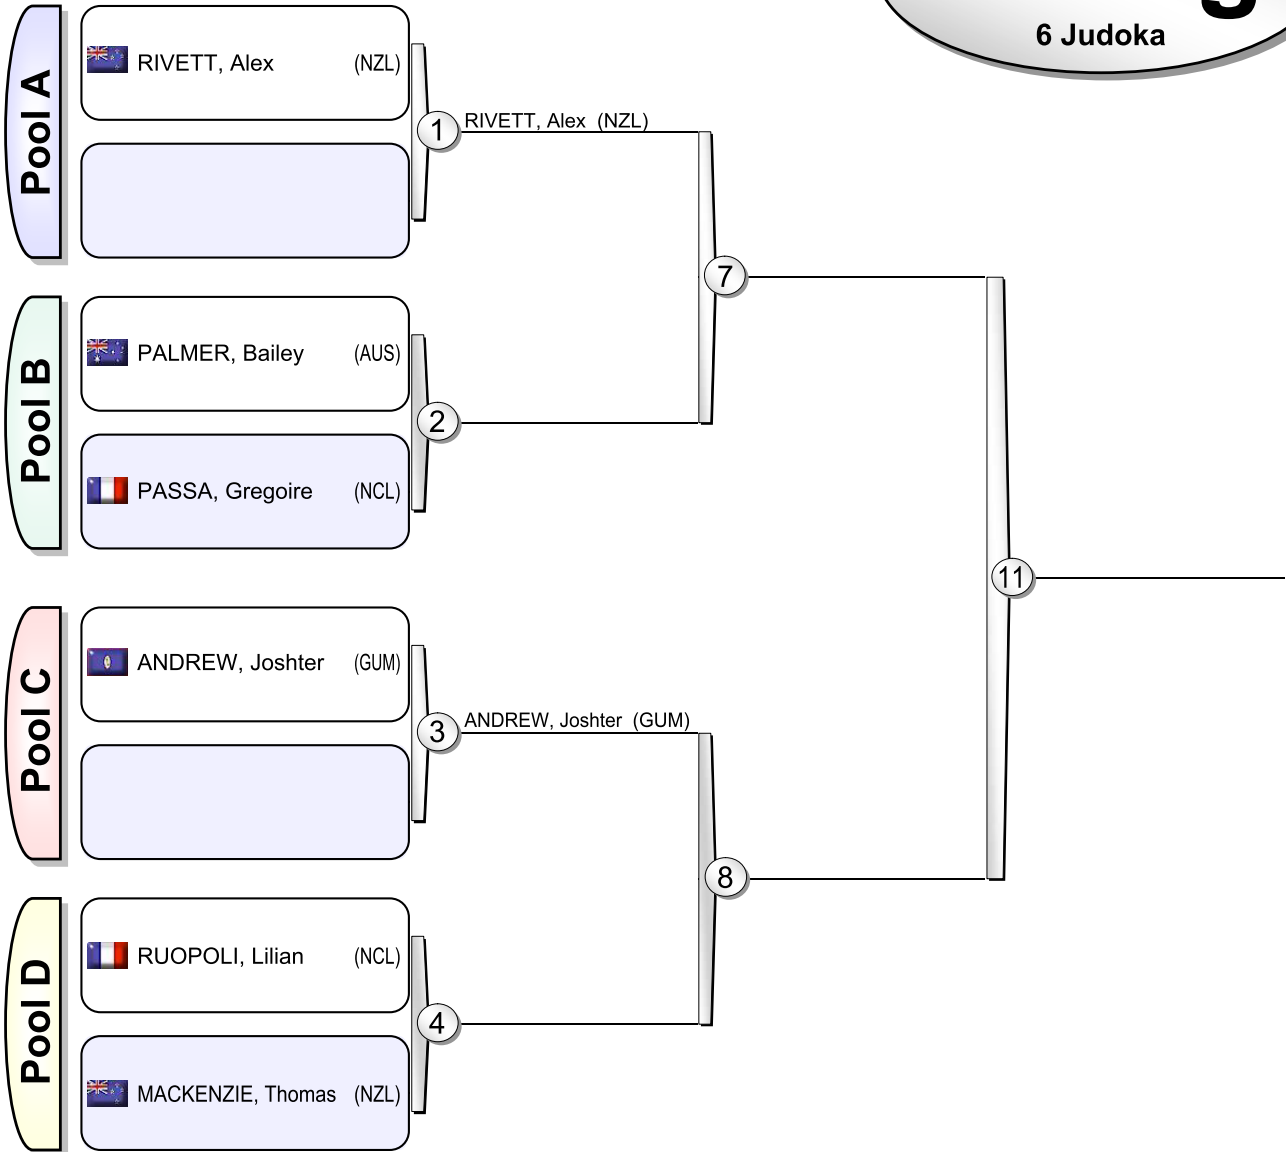 6 Judoka
Pool A
RIVETT, Alex (NZL)
1
RIVETT, Alex (NZL)
7
Pool B
PALMER, Bailey (AUS)
2
PASSA, Gregoire (NCL)
11
Pool C
ANDREW, Joshter (GUM)
3
ANDREW, Joshter (GUM)
8
Pool D
RUOPOLI, Lilian (NCL)
4
MACKENZIE, Thomas (NZL)